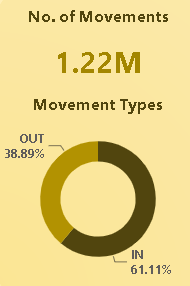 No. of Movements
1.22M
Movement Types
OUT
38.89%
IN
61.11%